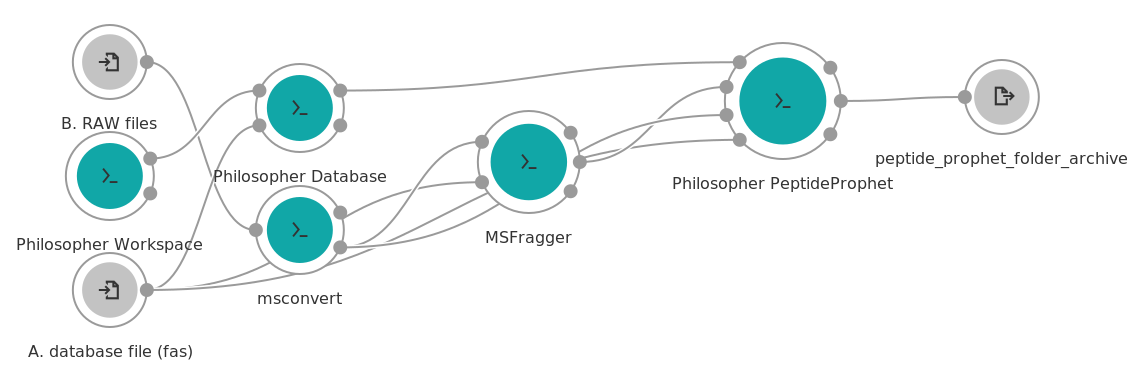 B. RAW files
Philosopher Database
Philosopher Workspace
A. database file (fas)
msconvert
MSFragger
Philosopher PeptideProphet
peptide_prophet_folder_archive